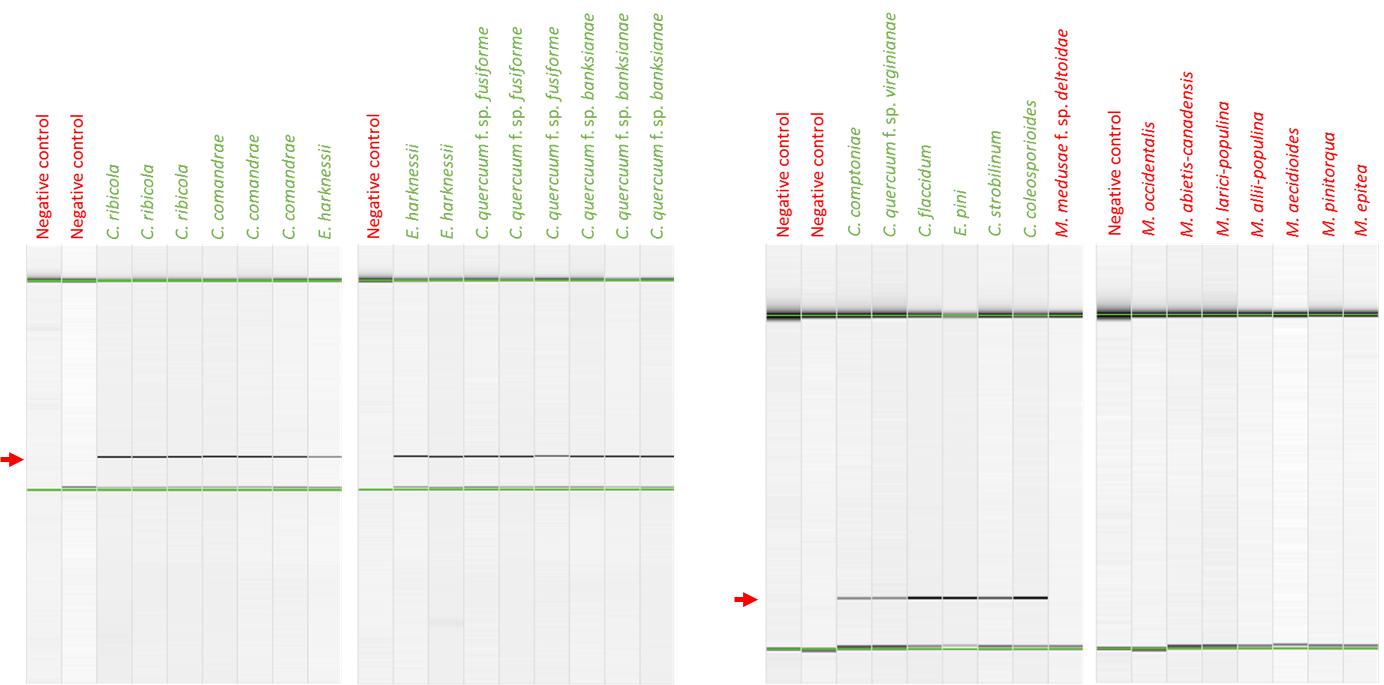 Negative control
Negative control
C. ribicola
C. ribicola
C. ribicola
C. comandrae
C. comandrae
C. comandrae
E. harknessii
Negative control
E. harknessii
E. harknessii
C. quercuum f. sp. fusiforme
C. quercuum f. sp. fusiforme
C. quercuum f. sp. fusiforme
C. quercuum f. sp. banksianae
C. quercuum f. sp. banksianae
C. quercuum f. sp. banksianae
Negative control
Negative control
C. comptoniae
C. quercuum f. sp. virginianae
C. flaccidum
E. pini
C. strobilinum
C. coleosporioides
M. medusae f. sp. deltoidae
Negative control
M. occidentalis
M. abietis-canadensis
M. larici-populina
M. allii-populina
M. aecidioides
M. pinitorqua
M. epitea